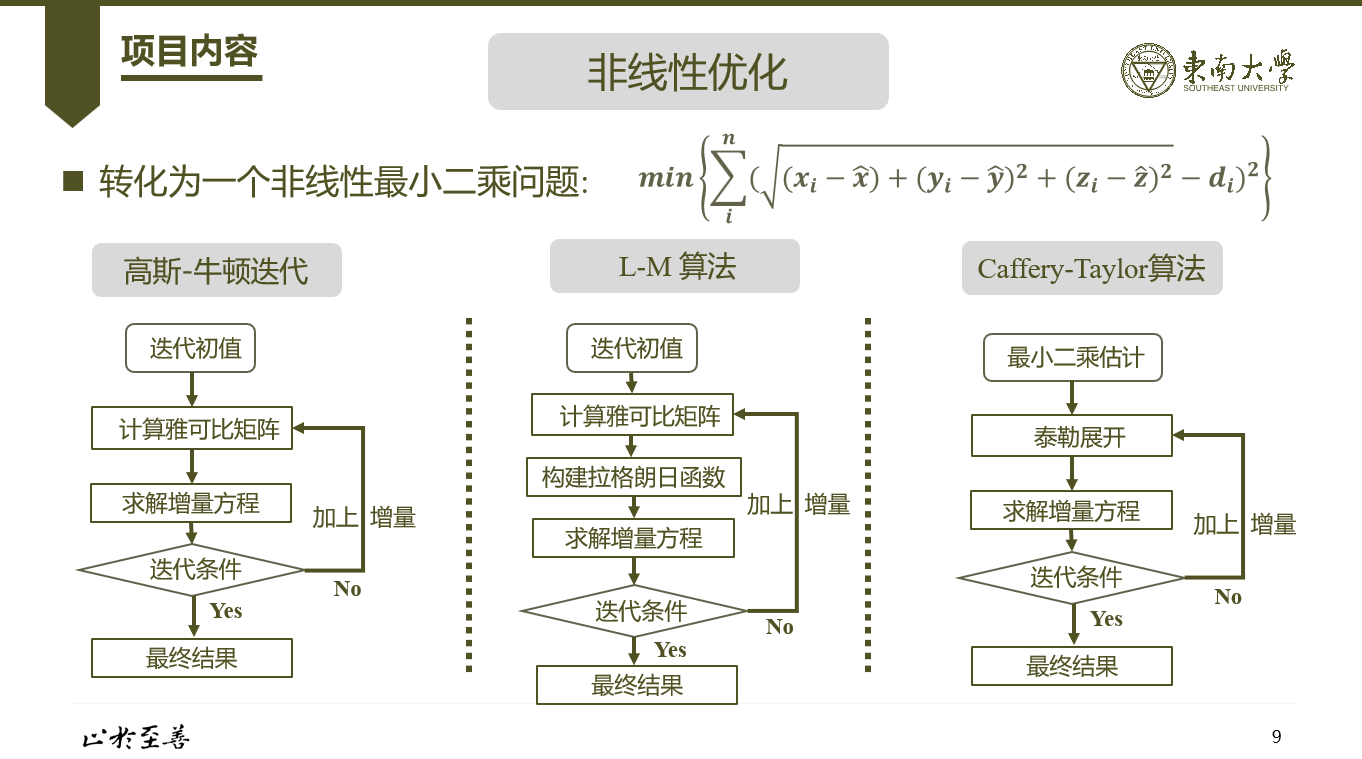 项目内容
非线性优化
東南大學
SOUTHEAST UNIVERSITY
■ 转化为一个非线性最小二乘问题: min{∑_i^n(√((x_i − x̂) + (y_i − ŷ)² + (z_i − ẑ)²) − d_i)²}
高斯-牛顿迭代
迭代初值
计算雅可比矩阵
求解增量方程
加上 增量
迭代条件
No
Yes
最终结果
L-M 算法
迭代初值
计算雅可比矩阵
构建拉格朗日函数
加上 增量
求解增量方程
迭代条件
No
Yes
最终结果
Caffery-Taylor算法
最小二乘估计
泰勒展开
求解增量方程
加上 增量
迭代条件
No
Yes
最终结果
止於至善
9